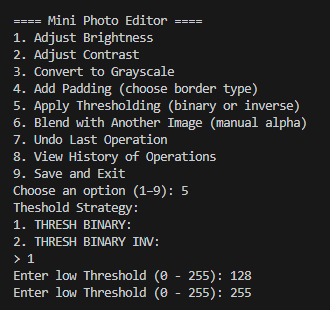 ==== Mini Photo Editor ====
1. Adjust Brightness
2. Adjust Contrast
3. Convert to Grayscale
4. Add Padding (choose border type)
5. Apply Thresholding (binary or inverse)
6. Blend with Another Image (manual alpha)
7. Undo Last Operation
8. View History of Operations
9. Save and Exit
Choose an option (1–9): 5
Theshold Strategy:
1. THRESH BINARY:
2. THRESH BINARY INV:
> 1
Enter low Threshold (0 - 255): 128
Enter low Threshold (0 - 255): 255